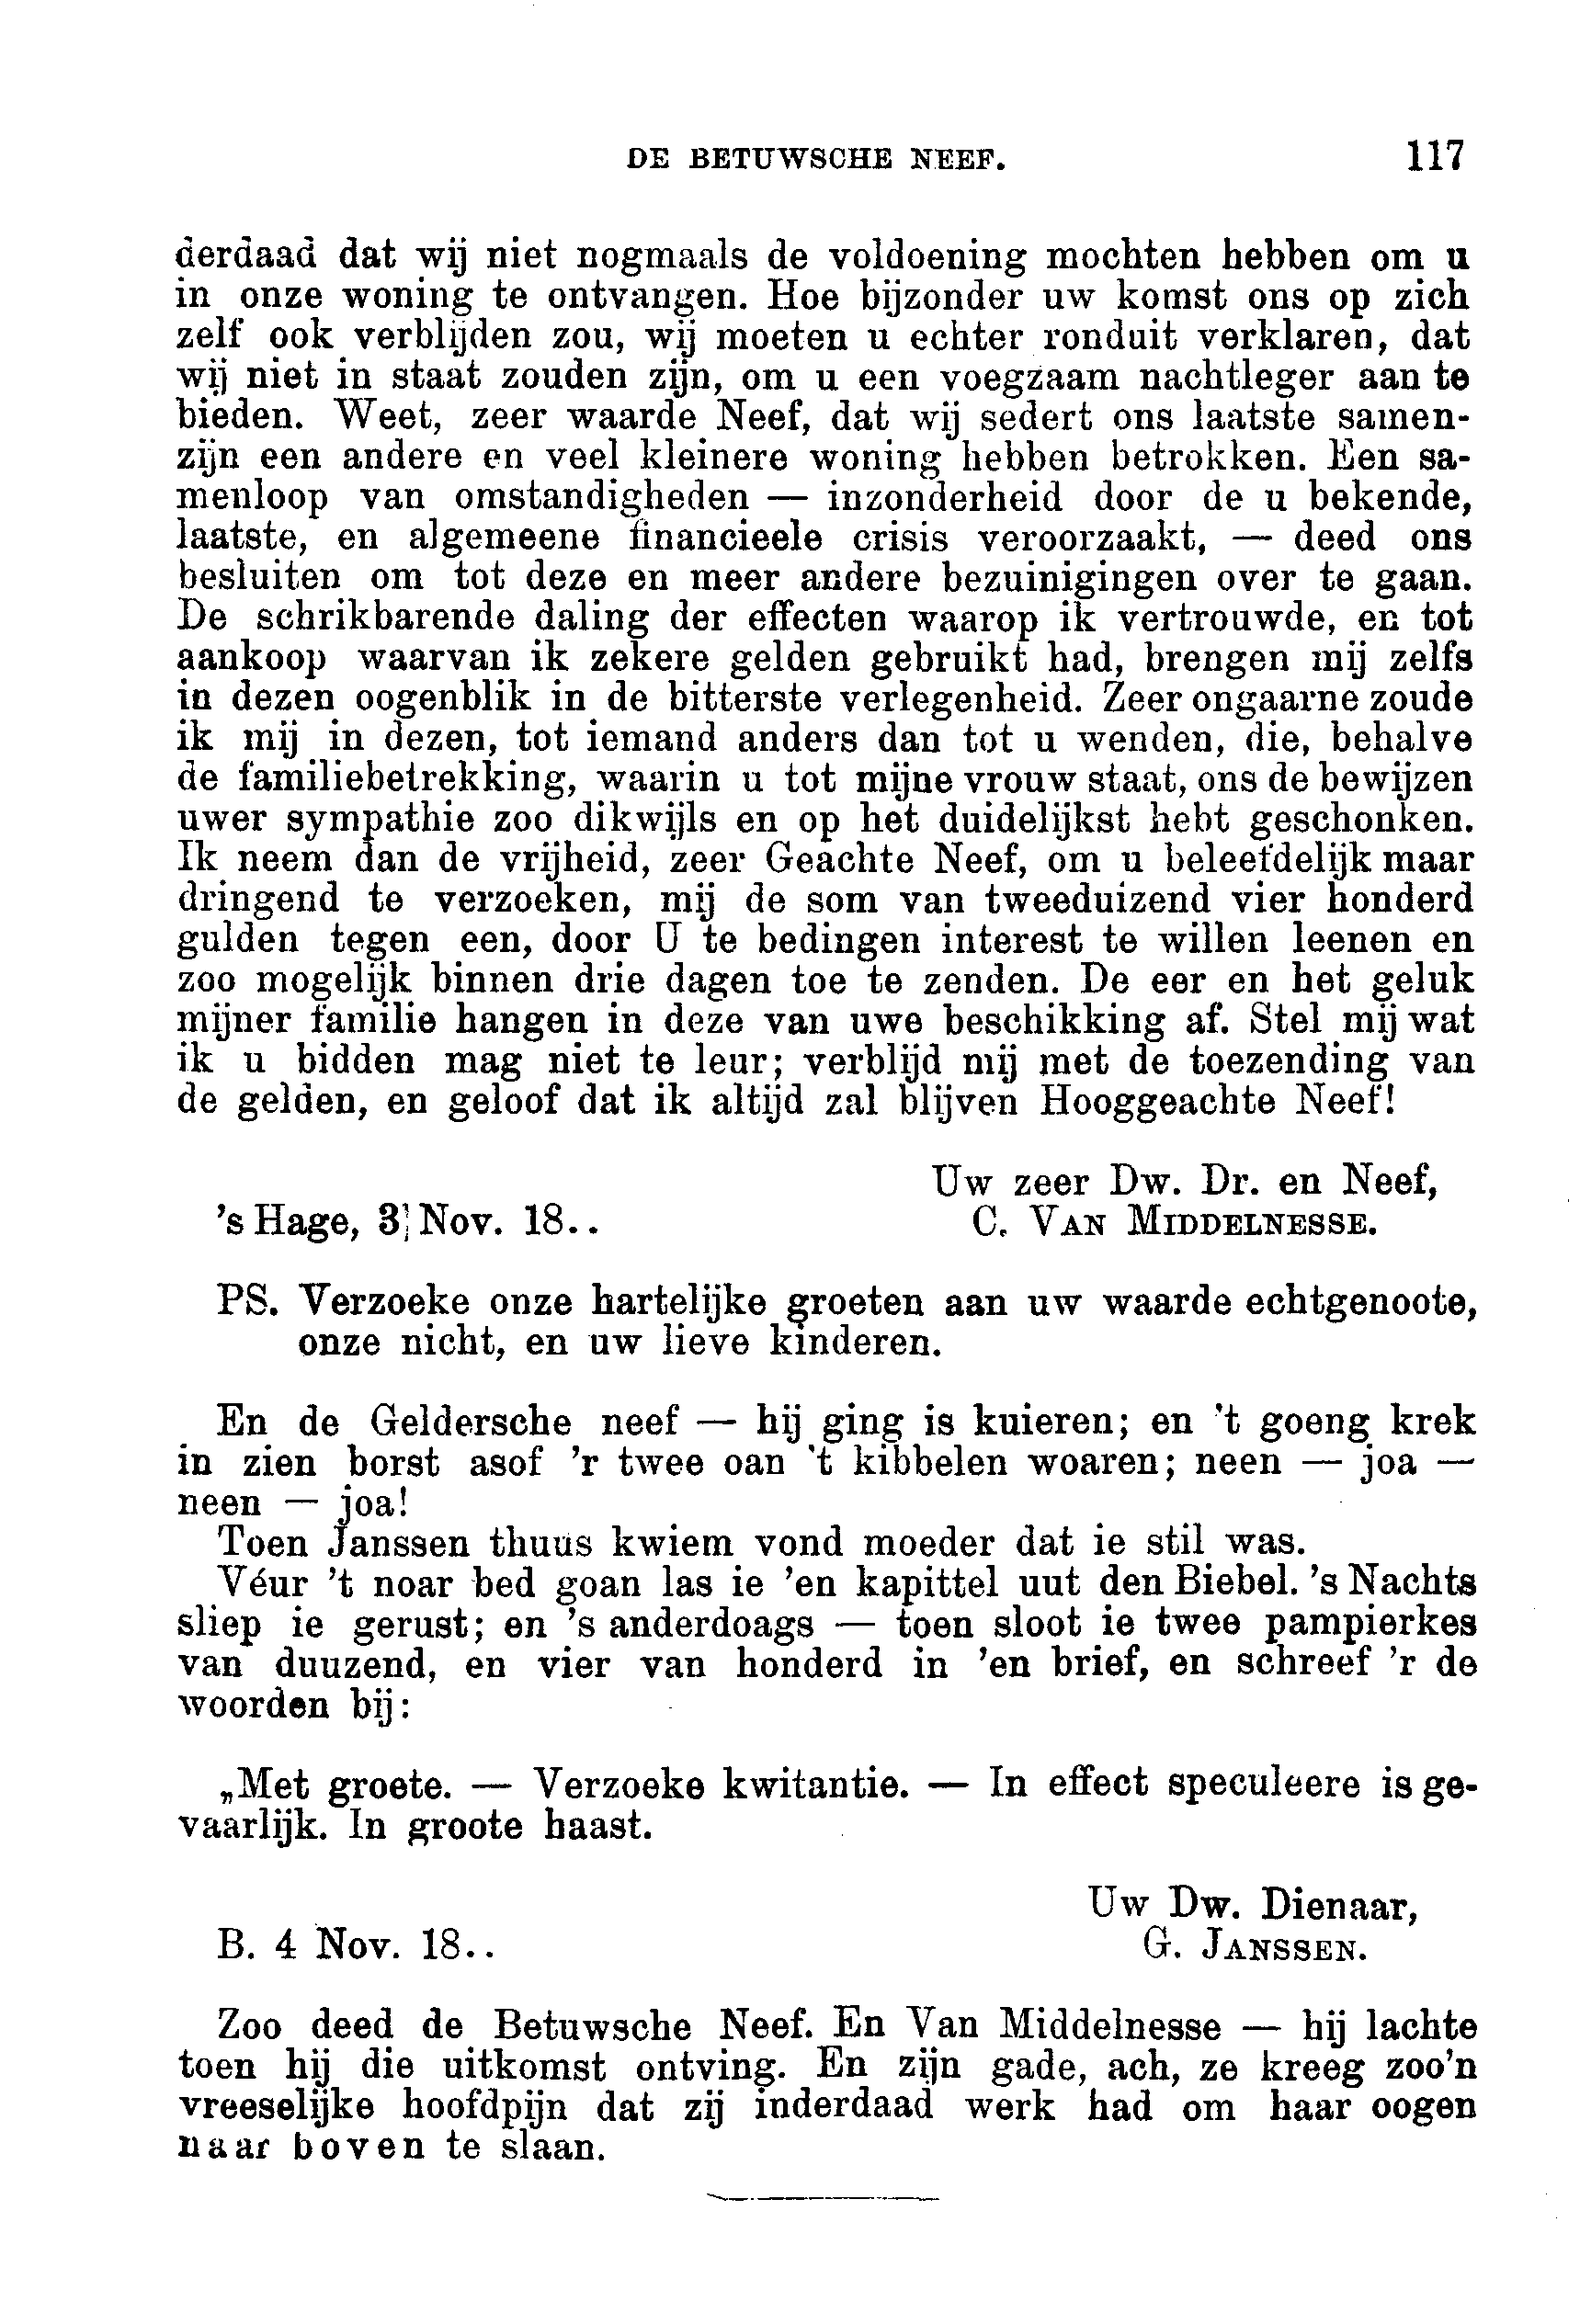 DE BETUWSCHE NEEF. 117
derdaad dat wij niet nogmaals de voldoening mochten hebben om u
in onze woning te ontvangen. Hoe bijzonder uw komst ons op zich
zelf ook verblijden zou, wij moeten u echter ronduit verklaren, dat
wij niet in staat zouden zijn, om u een voegzaam nachtleger aan te
bieden. Weet, zeer waarde Neef, dat wij sedert ons laatste samen-
zijn een andere en veel kleinere woning hebben betrokken. Een sa-
menloop van omstandigheden — inzonderheid door de u bekende,
laatste, en algemeene financieele crisis veroorzaakt, — deed ons
besluiten om tot deze en meer andere bezuinigingen over te gaan.
De schrikbarende daling der effecten waarop ik vertrouwde, en tot
aankoop waarvan ik zekere gelden gebruikt had, brengen mij zelfs
in dezen oogenblik in de bitterste verlegenheid. Zeer ongaarne zoude
ik mij in dezen, tot iemand anders dan tot u wenden, die, behalve
de familiebetrekking, waarin u tot mijne vrouw staat, ons de bewijzen
uwer sympathie zoo dikwijls en op het duidelijkst hebt geschonken.
Ik neem dan de vrijheid, zeer Geachte Neef, om u beleefdelijk maar
dringend te verzoeken, mij de som van tweeduizend vier honderd
gulden tegen een, door U te bedingen interest te willen leenen en
zoo mogelijk binnen drie dagen toe te zenden. De eer en het geluk
mijner familie hangen in deze van uwe beschikking af. Stel mij wat
ik u bidden mag niet te leur; verblijd mij met de toezending van
de gelden, en geloof dat ik altijd zal blijven Hooggeachte Neef!
Uw zeer Dw. Dr. en Neef,
's Hage, 3 Nov. 18.. C. VAN MIDDELNESSE.
PS. Verzoeke onze hartelijke groeten aan uw waarde echtgenoote,
onze nicht, en uw lieve kinderen.
En de Geldersche neef — hij ging is kuieren; en 't goeng krek
in zien borst asof 'r twee oan 't kibbelen woaren; neen — joa —
neen — joa!
Toen Janssen thuus kwiem vond moeder dat ie stil was.
Véur 't noar bed goan las ie 'en kapittel uut den Biebel. 's Nachts
sliep ie gerust; en 's anderdoags — toen sloot ie twee pampierkes
van duuzend, en vier van honderd in 'en brief, en schreef 'r de
woorden bij:
„Met groete. — Verzoeke kwitantie. — In effect speculeere is ge-
vaarlijk. In groote haast.
Uw Dw. Dienaar,
B. 4 Nov. 18.. G. JANSSEN.
Zoo deed de Betuwsche Neef. En Van Middelnesse — hij lachte
toen hij die uitkomst ontving. En zijn gade, ach, ze kreeg zoo'n
vreeselijke hoofdpijn dat zij inderdaad werk had om haar oogen
naar boven te slaan.